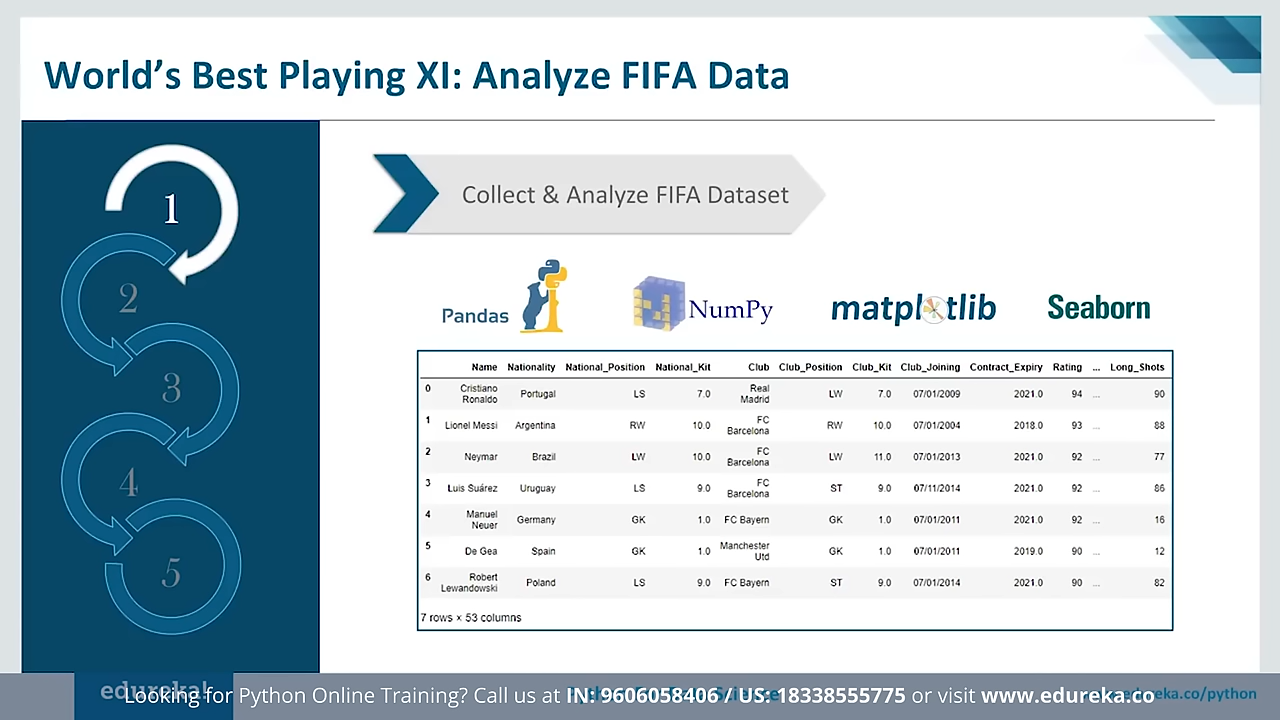 World's Best Playing XI: Analyze FIFA Data
1
2
3
4
5
Collect & Analyze FIFA Dataset
Pandas
NumPy
matplotlib
Seaborn
Name Nationality National_Position National_Kit Club Club_Position Club_Kit Club_Joining Contract_Expiry Rating ... Long_Shots
0 Cristiano Ronaldo Portugal LS 7.0 Real Madrid LW 7.0 07/01/2009 2021.0 94 ... 90
1 Lionel Messi Argentina RW 10.0 FC Barcelona RW 10.0 07/01/2004 2018.0 93 ... 88
2 Neymar Brazil LW 10.0 FC Barcelona LW 11.0 07/01/2013 2021.0 92 ... 77
3 Luis Suárez Uruguay LS 9.0 FC Barcelona ST 9.0 07/11/2014 2021.0 92 ... 86
4 Manuel Neuer Germany GK 1.0 FC Bayern GK 1.0 07/01/2011 2021.0 92 ... 16
5 De Gea Spain GK 1.0 Manchester Utd GK 1.0 07/01/2011 2019.0 90 ... 12
6 Robert Lewandowski Poland LS 9.0 FC Bayern ST 9.0 07/01/2014 2021.0 90 ... 82
7 rows × 53 columns
edureka!
Looking for Python Online Training? Call us at IN: 9606058406 / US: 18338555775 or visit www.edureka.co
edureka.co/python